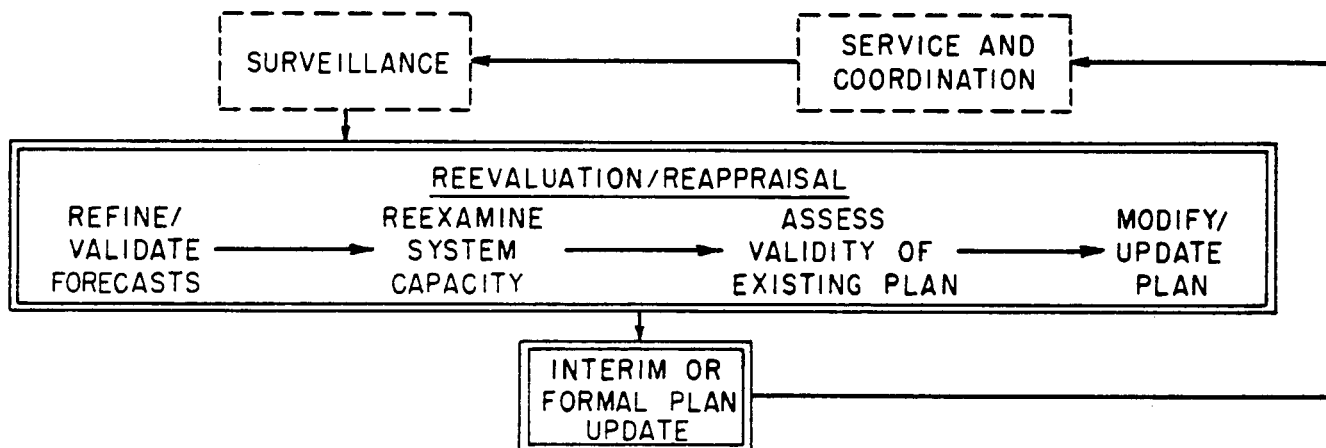 SURVEILLANCE
SERVICE AND
COORDINATION
REEVALUATION/REAPPRAISAL
REFINE/
VALIDATE
FORECASTS
REEXAMINE
SYSTEM
CAPACITY
ASSESS
VALIDITY OF
EXISTING PLAN
MODIFY/
UPDATE
PLAN
INTERIM OR
FORMAL PLAN
UPDATE